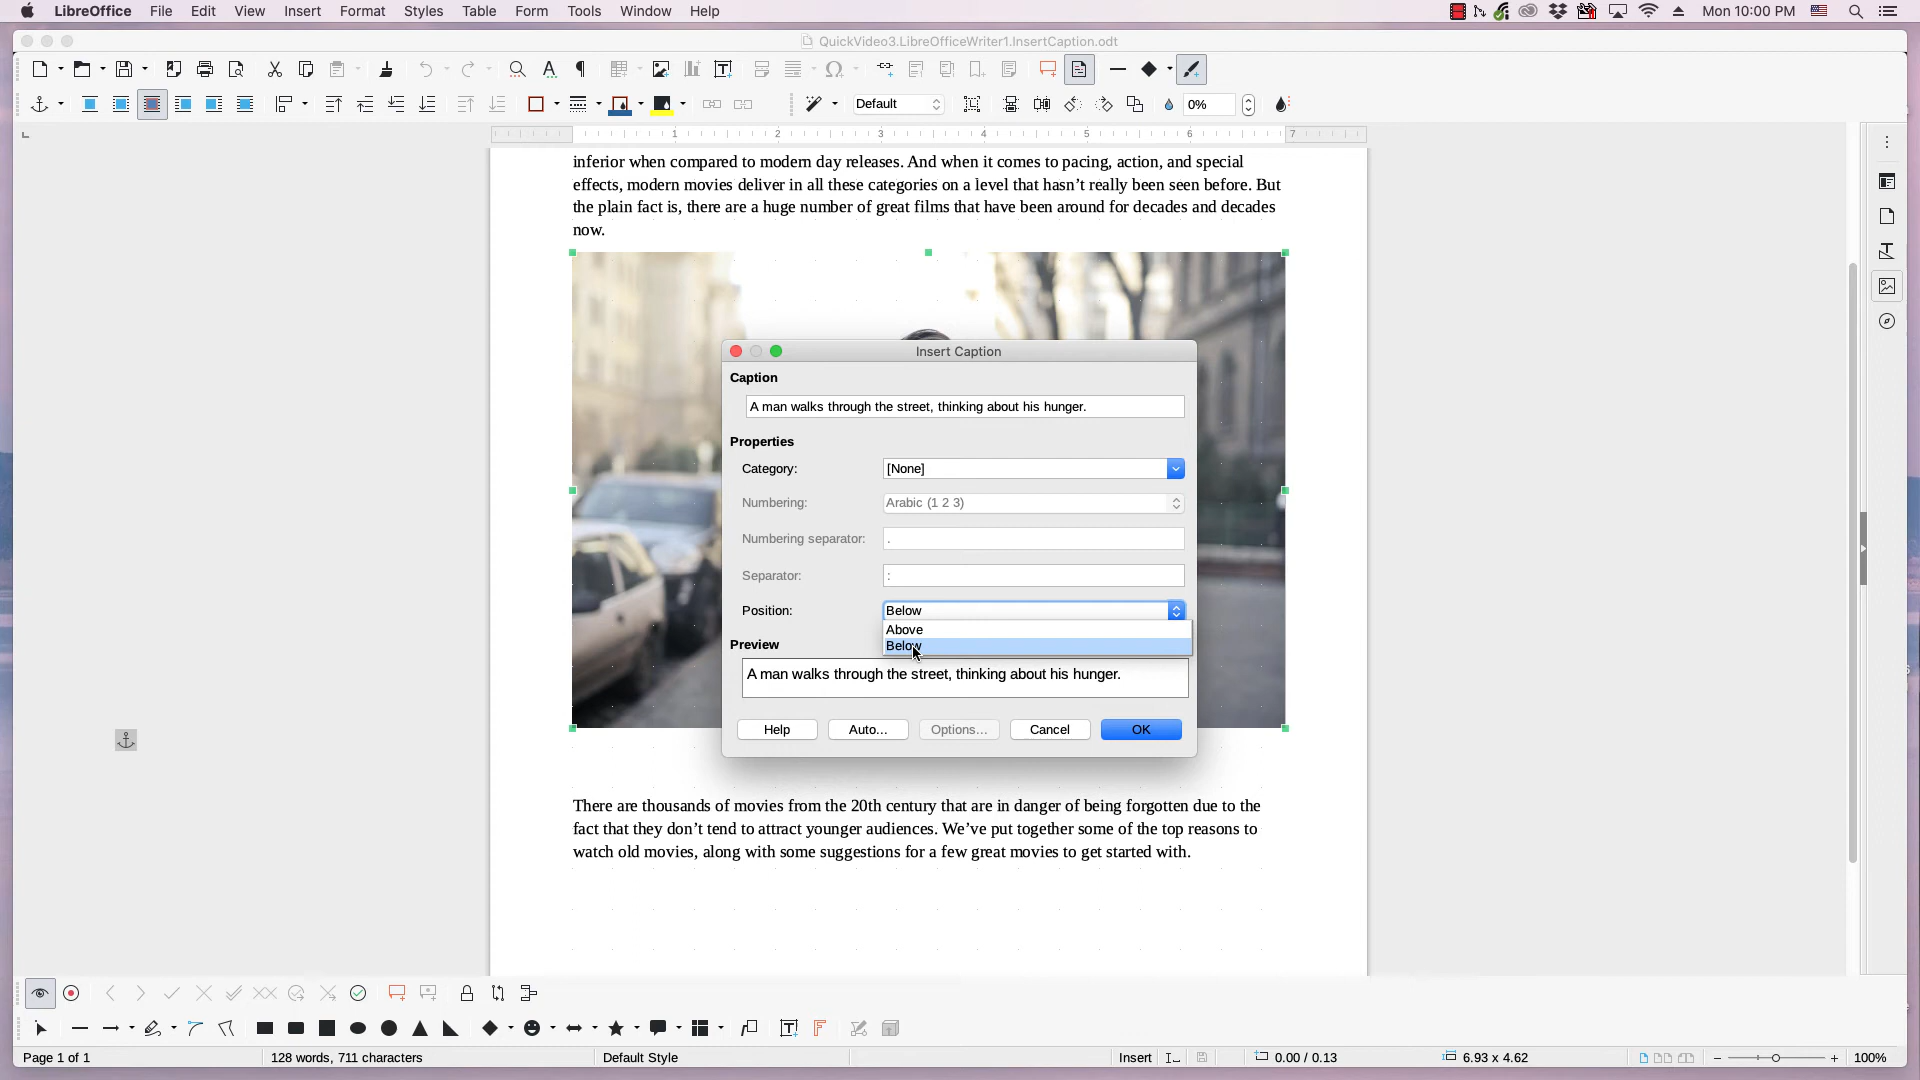 LibreOffice File Edit View Insert Format Styles Table Form Tools Window Help Mon 10:00 PM
QuickVideo3.LibreOfficeWriter1.InsertCaption.odt
Default 0%
1 2 3 4 5 6 7
inferior when compared to modern day releases. And when it comes to pacing, action, and special
effects, modern movies deliver in all these categories on a level that hasn't really been seen before. But
the plain fact is, there are a huge number of great films that have been around for decades and decades
now.
Insert Caption
Caption
A man walks through the street, thinking about his hunger.
Properties
Category: [None]
Numbering: Arabic (1 2 3)
Numbering separator: .
Separator: :
Position: Below
Above
Below
Preview
A man walks through the street, thinking about his hunger.
Help Auto... Options... Cancel OK
There are thousands of movies from the 20th century that are in danger of being forgotten due to the
fact that they don't tend to attract younger audiences. We've put together some of the top reasons to
watch old movies, along with some suggestions for a few great movies to get started with.
Page 1 of 1 128 words, 711 characters Default Style Insert 0.00 / 0.13 6.93 x 4.62 100%